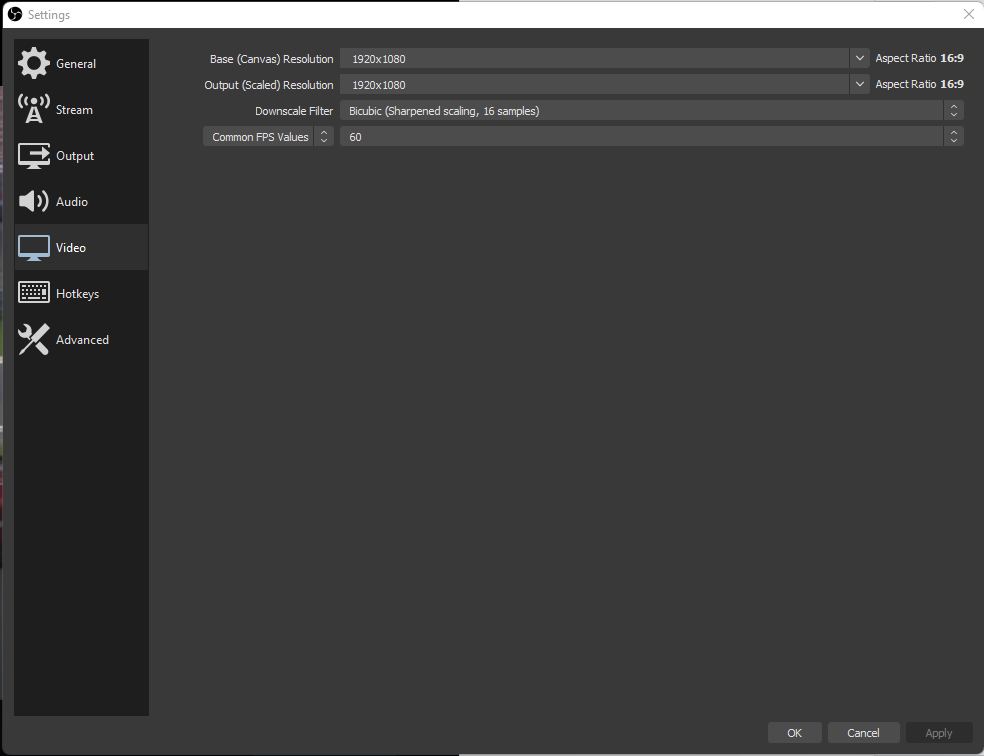 Settings
General
Stream
Output
Audio
Video
Hotkeys
Advanced
Base (Canvas) Resolution 1920x1080 Aspect Ratio 16:9
Output (Scaled) Resolution 1920x1080 Aspect Ratio 16:9
Downscale Filter Bicubic (Sharpened scaling, 16 samples)
Common FPS Values 60
OK Cancel Apply